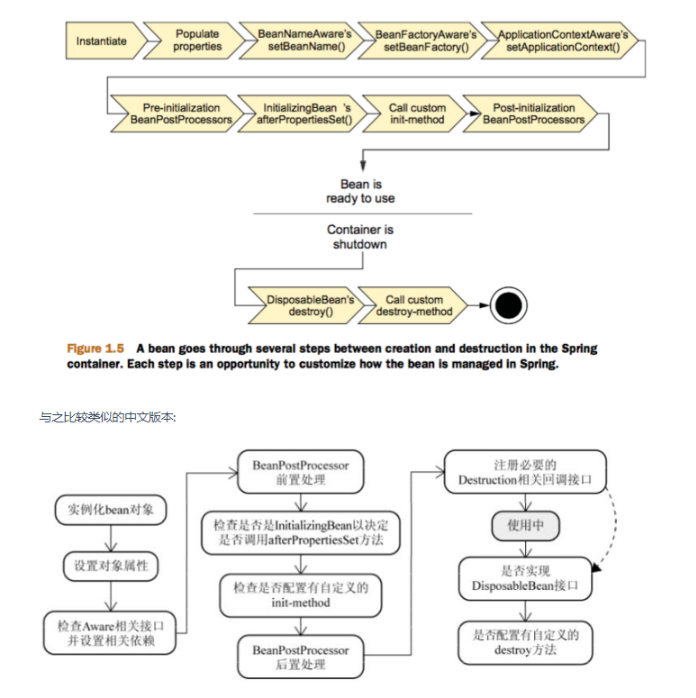 Instantiate
Populate
properties
BeanNameAware's
setBeanName()
BeanFactoryAware's
setBeanFactory()
ApplicationContextAware's
setApplicationContext()
Pre-initialization
BeanPostProcessors
InitializingBean 's
afterPropertiesSet()
Call custom
init-method
Post-initialization
BeanPostProcessors
Bean is
ready to use
Container is
shutdown
DisposableBean's
destroy()
Call custom
destroy-method
Figure 1.5 A bean goes through several steps between creation and destruction in the Spring
container. Each step is an opportunity to customize how the bean is managed in Spring.
与之比较类似的中文版本:
实例化bean对象
设置对象属性
检查Aware相关接口
并设置相关依赖
BeanPostProcessor
前置处理
检查是否是InitializingBean以决定
是否调用afterPropertiesSet方法
检查是否配置有自定义的
init-method
BeanPostProcessor
后置处理
注册必要的
Destruction相关回调接口
使用中
是否实现
DisposableBean接口
是否配置有自定义的
destroy方法